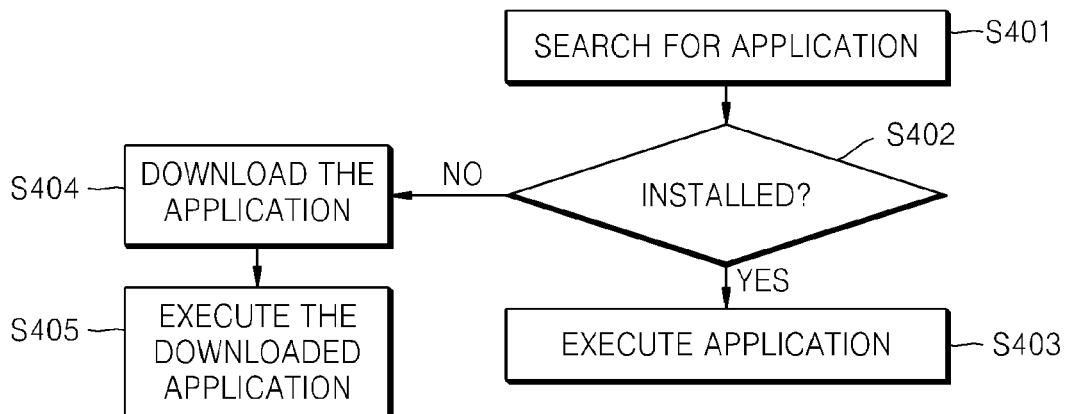 SEARCH FOR APPLICATION
S401
S402
INSTALLED?
NO
S404
DOWNLOAD THE
APPLICATION
YES
S405
EXECUTE THE
DOWNLOADED
APPLICATION
EXECUTE APPLICATION
S403